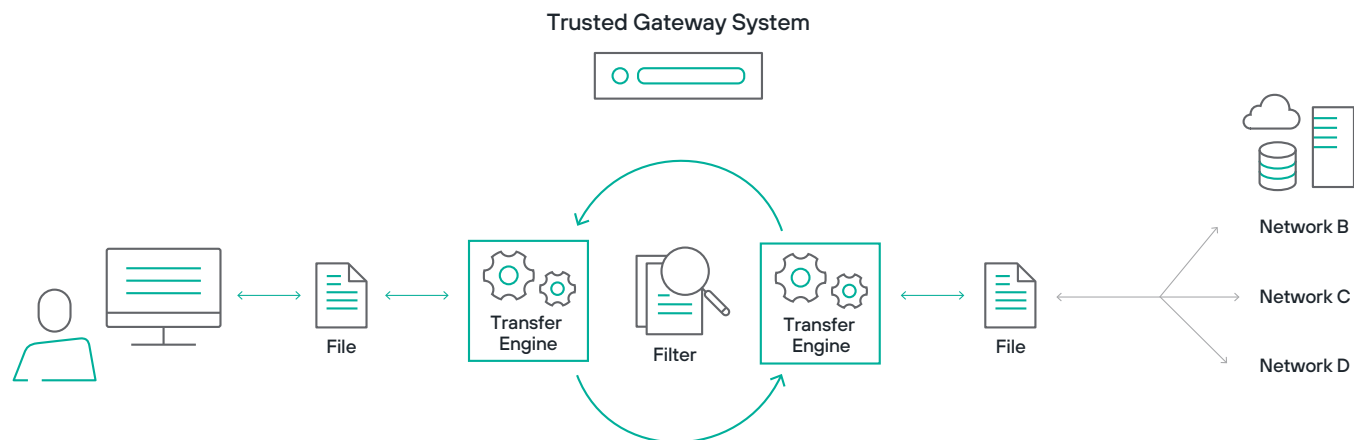 Trusted Gateway System
Network B
Network C
Network D
File
Transfer
Engine
Filter
Transfer
Engine
File